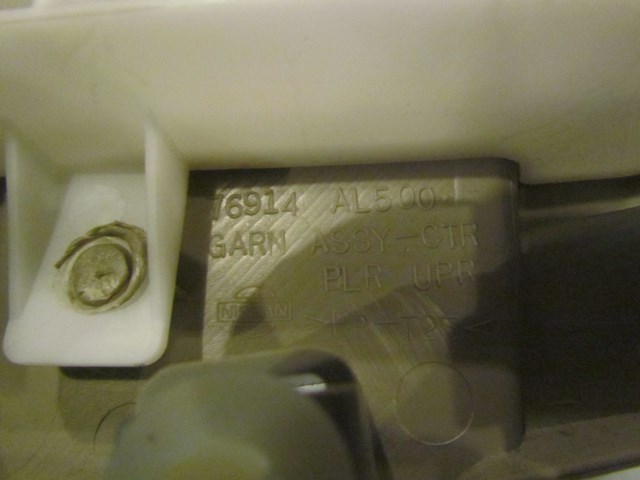 76914 AL500
GARN ASSY-CTR
PLR UPR
NISSAN